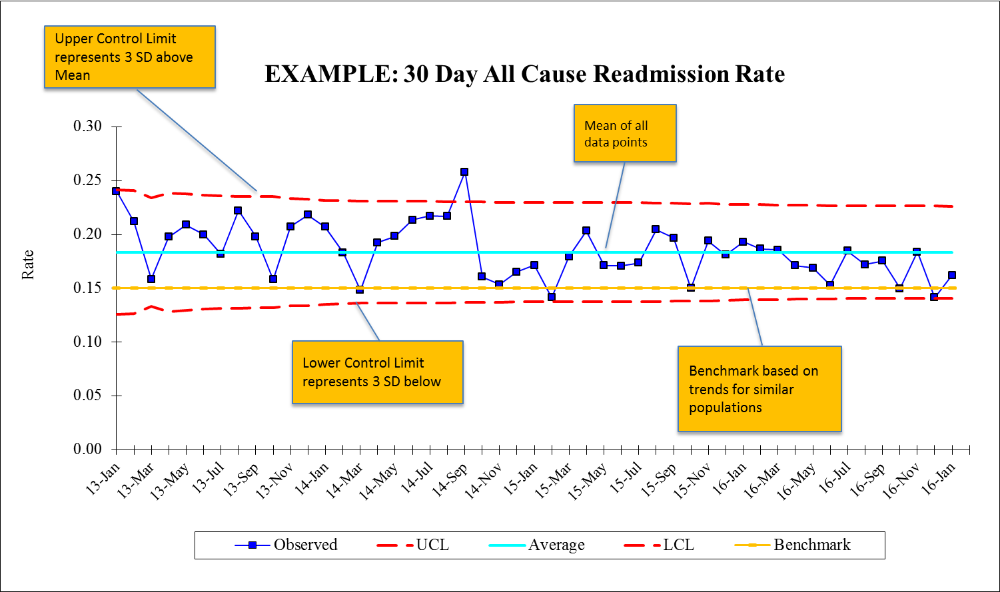 Upper Control Limit
represents 3 SD above
Mean
EXAMPLE: 30 Day All Cause Readmission Rate
Mean of all
data points
0.30
0.25
0.20
0.15
0.10
0.05
0.00
Rate
Lower Control Limit
represents 3 SD below
Benchmark based on
trends for similar
populations
13-Jan
13-Mar
13-May
13-Jul
13-Sep
13-Nov
14-Jan
14-Mar
14-May
14-Jul
14-Sep
14-Nov
15-Jan
15-Mar
15-May
15-Jul
15-Sep
15-Nov
16-Jan
16-Mar
16-May
16-Jul
16-Sep
16-Nov
16-Jan
Observed
UCL
Average
LCL
Benchmark